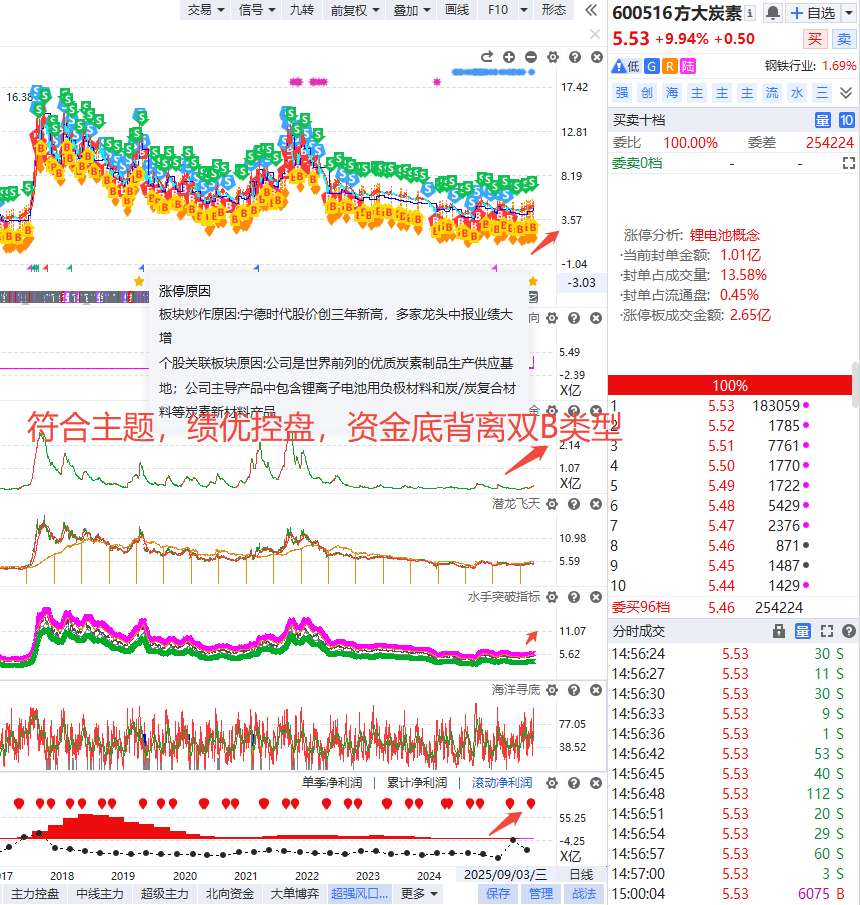 交易 信号 九转 前复权 叠加 画线 F10 形态
600516方大炭素 自选
5.53 +9.94% +0.50 买 卖
低 G R 陆 钢铁行业: 1.69%
强 创 海 主 主 主 流 水 三
买卖十档 量 10
委比 100.00% 委差 254224
委卖0档 - -
涨停分析: 锂电池概念
·当前封单金额: 1.01亿
·封单占成交量: 13.58%
·封单占流通盘: 0.45%
·涨停板成交金额: 2.65亿
100%
1 5.53 183059
2 5.52 1785
3 5.51 7761
4 5.50 1770
5 5.49 1722
6 5.48 5429
7 5.47 2376
8 5.46 871
9 5.45 1487
10 5.44 1429
委买96档 5.46 254224
分时成交 量
14:56:24 5.53 30 S
14:56:27 5.53 11 S
14:56:30 5.53 30 S
14:56:33 5.53 9 S
14:56:36 5.53 1 S
14:56:42 5.53 53 S
14:56:45 5.53 40 S
14:56:48 5.53 112 S
14:56:51 5.53 20 S
14:56:54 5.53 29 S
14:56:57 5.53 60 S
14:57:00 5.53 3 S
15:00:04 5.53 6075 B
16.38
17.42
12.81
8.19
3.57
-1.04
-3.03
涨停原因
板块炒作原因:宁德时代股价创三年新高，多家龙头中报业绩大
增
个股关联板块原因:公司是世界前列的优质炭素制品生产供应基
地；公司主导产品中包含锂离子电池用负极材料和炭/炭复合材
料等炭素新材料产品
向
5.49
-2.39
X亿
符合主题，绩优控盘，资金底背离双B类型
金
2.14
1.07
X亿
潜龙飞天
10.98
5.59
水手突破指标
11.07
5.62
海洋寻底
77.05
38.52
单季净利润 | 累计净利润 | 滚动净利润
55.25
-4.25
X亿
2018 2019 2020 2021 2022 2023 2024 2025/09/03/三 日线
主力控盘 中线主力 超级主力 北向资金 大单博弈 超强风口... 更多 保存 管理 战法